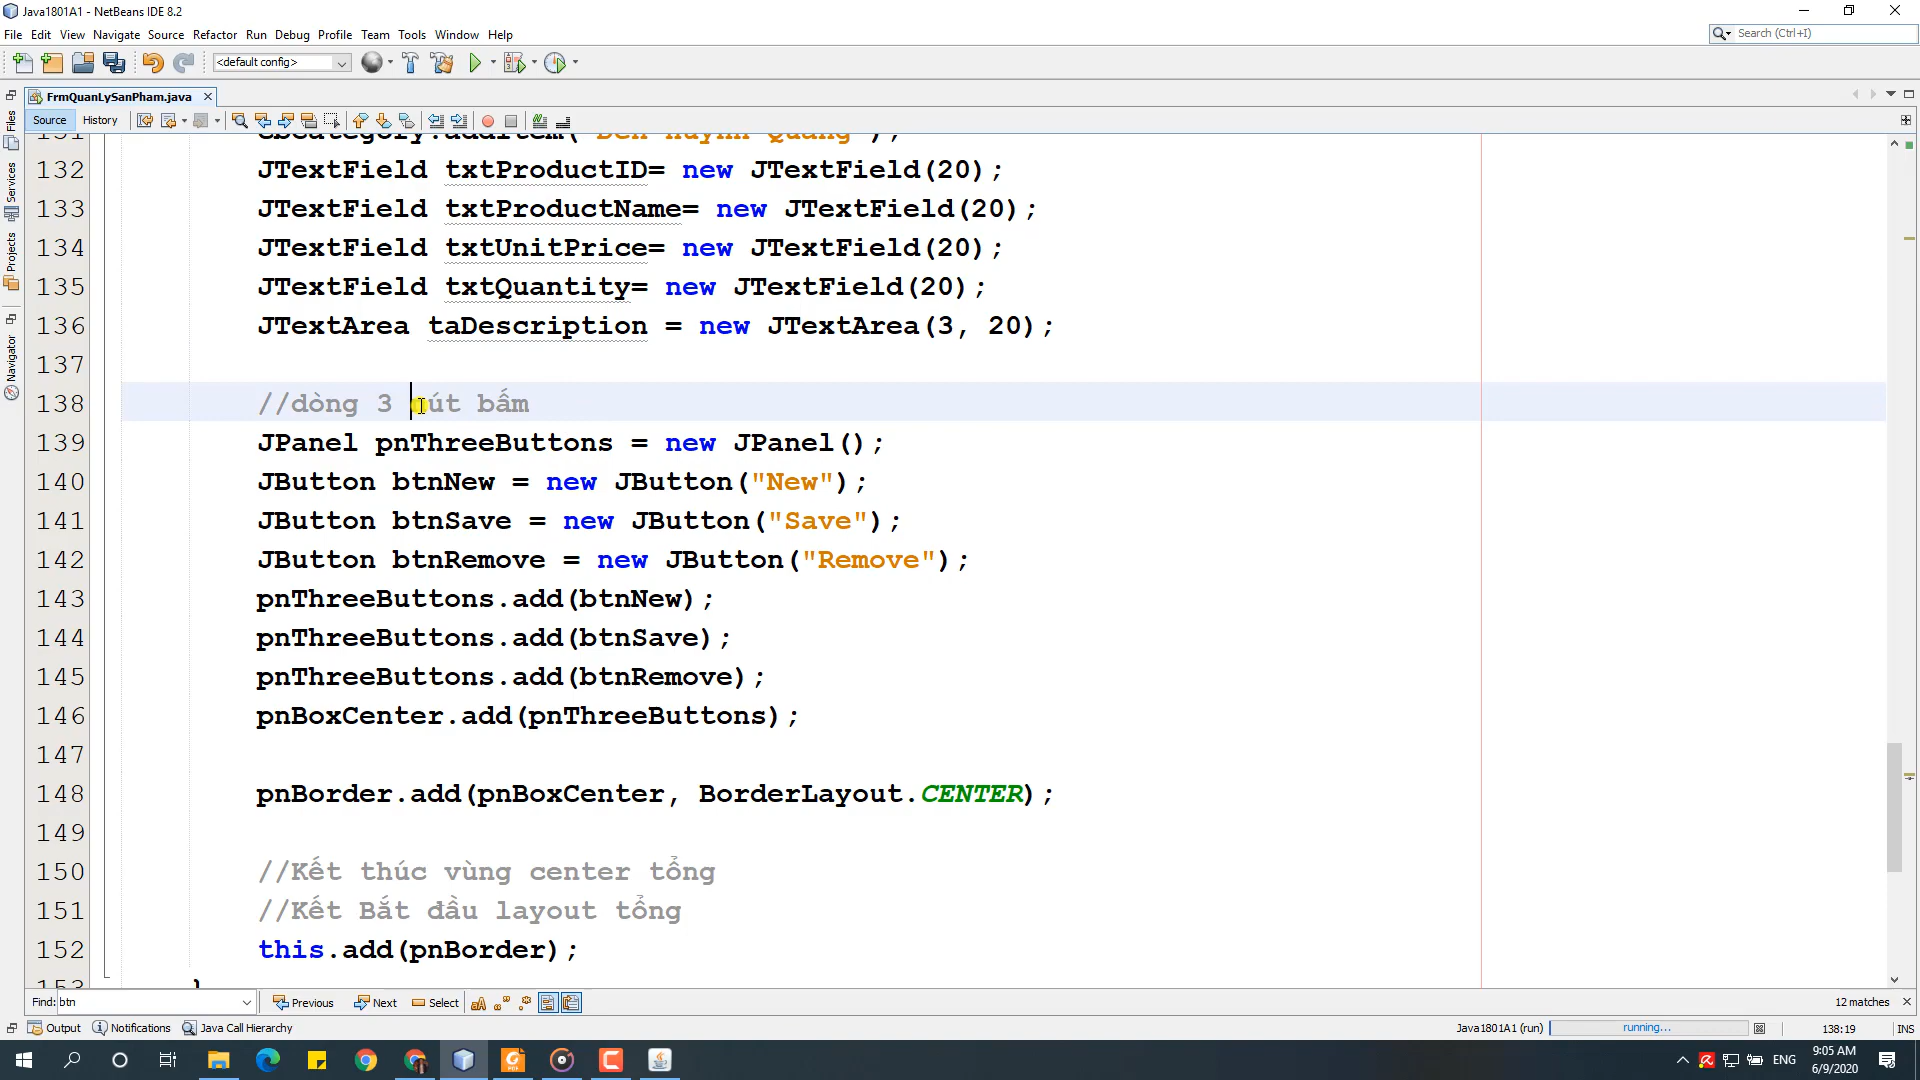 Java1801A1 - NetBeans IDE 8.2
File Edit View Navigate Source Refactor Run Debug Profile Team Tools Window Help
Search (Ctrl+I)
<default config>
FrmQuanLySanPham.java
Source History
Files
Services
Projects
Navigator
131
132 JTextField txtProductID= new JTextField(20);
133 JTextField txtProductName= new JTextField(20);
134 JTextField txtUnitPrice= new JTextField(20);
135 JTextField txtQuantity= new JTextField(20);
136 JTextArea taDescription = new JTextArea(3, 20);
137
138 //dòng 3 nút bấm
139 JPanel pnThreeButtons = new JPanel();
140 JButton btnNew = new JButton("New");
141 JButton btnSave = new JButton("Save");
142 JButton btnRemove = new JButton("Remove");
143 pnThreeButtons.add(btnNew);
144 pnThreeButtons.add(btnSave);
145 pnThreeButtons.add(btnRemove);
146 pnBoxCenter.add(pnThreeButtons);
147
148 pnBorder.add(pnBoxCenter, BorderLayout.CENTER);
149
150 //Kết thúc vùng center tổng
151 //Kết Bắt đầu layout tổng
152 this.add(pnBorder);
153 }
Find: btn Previous Next Select 12 matches
Output Notifications Java Call Hierarchy Java1801A1 (run) running... 138:19 INS
ENG 9:05 AM
6/9/2020